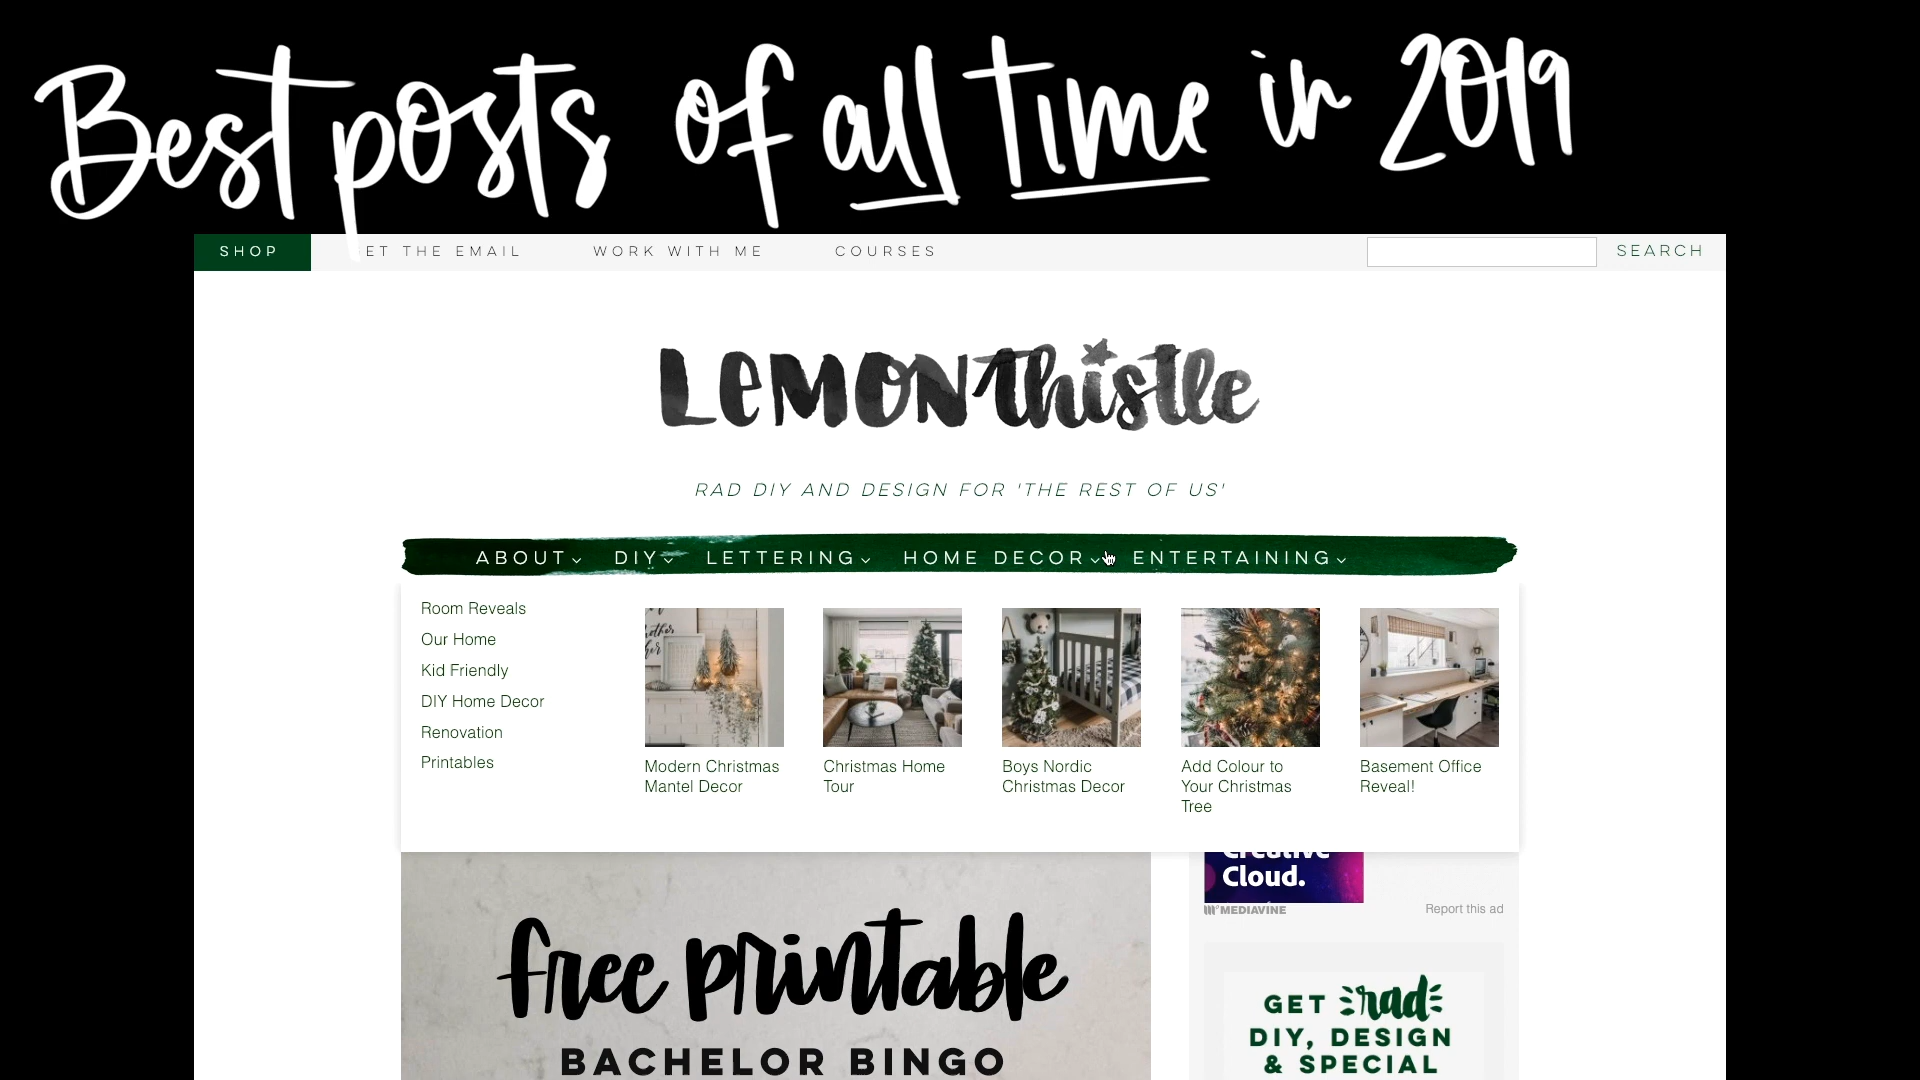 Best posts of all time in 2019
SHOP
ET THE EMAIL
WORK WITH ME
COURSES
SEARCH
LEMON thistle
RAD DIY AND DESIGN FOR 'THE REST OF US'
ABOUT
DIY
LETTERING
HOME DECOR
ENTERTAINING
Room Reveals
Our Home
Kid Friendly
DIY Home Decor
Renovation
Printables
Modern Christmas
Mantel Decor
Christmas Home
Tour
Boys Nordic
Christmas Decor
Add Colour to
Your Christmas
Tree
Basement Office
Reveal!
Creative
Cloud.
MEDIAVINE
Report this ad
free printable
BACHELOR BINGO
GET rad
DIY, DESIGN
& SPECIAL